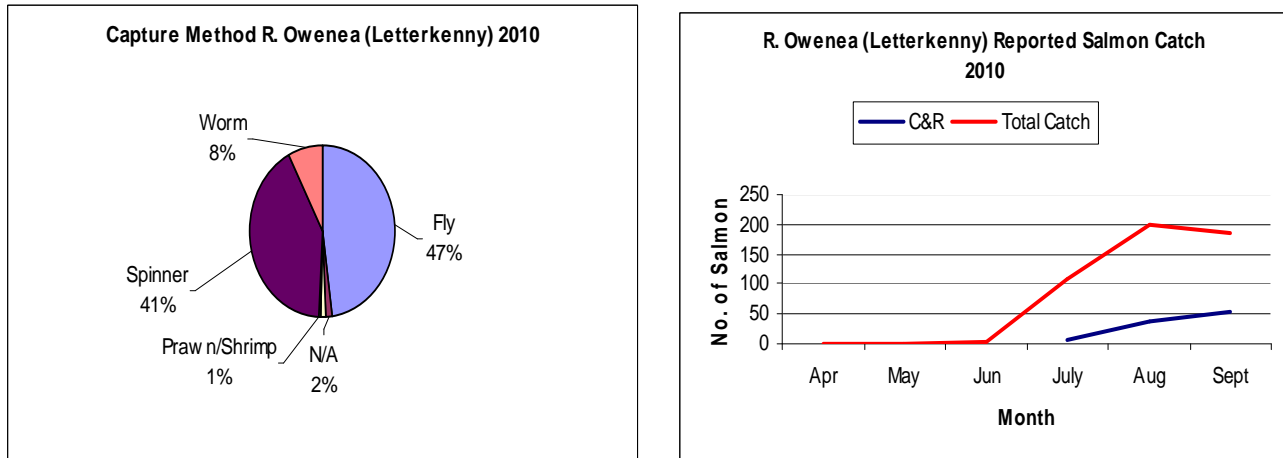 Capture Method R. Owenea (Letterkenny) 2010
Worm
8%
Fly
47%
Spinner
41%
Prawn/Shrimp
1%
N/A
2%
R. Owenea (Letterkenny) Reported Salmon Catch
2010
C&R
Total Catch
No. of Salmon
250
200
150
100
50
0
Apr May Jun July Aug Sept
Month